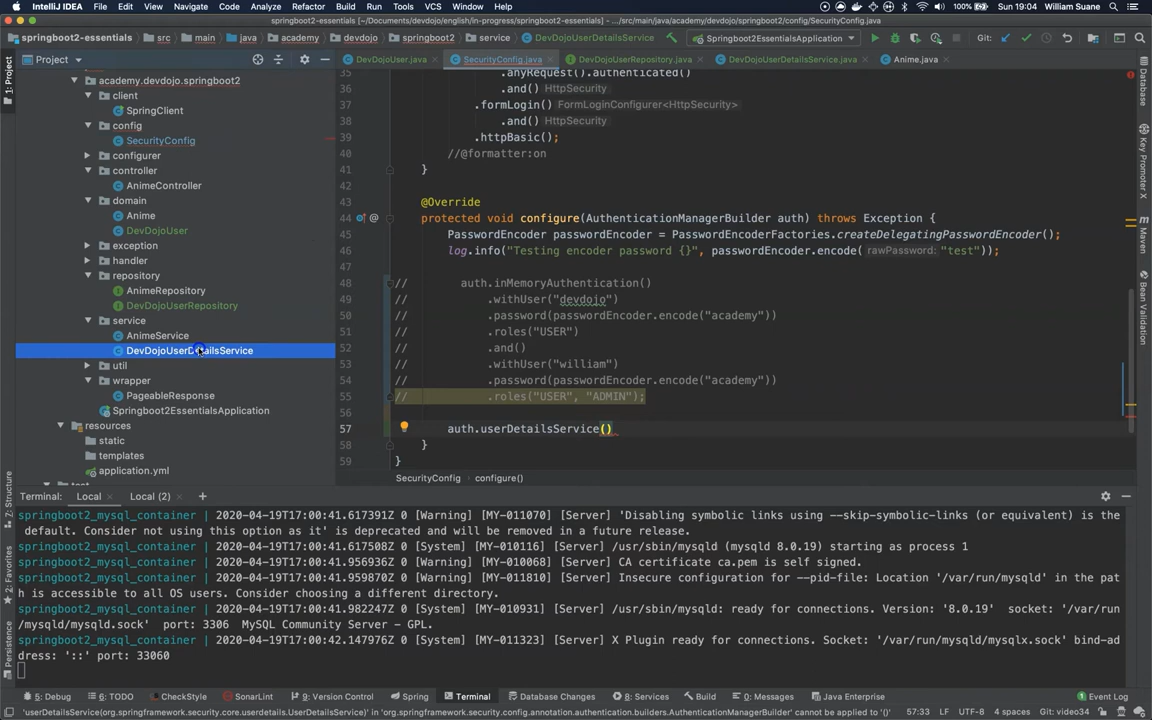 IntelliJ IDEA File Edit View Navigate Code Analyze Refactor Build Run Tools VCS Window Help 100% Sun 19:04 William Suane
springboot2-essentials [~/dev/devdojo/english/in-progress/springboot2-essentials] - .../src/main/java/academy/devdojo/springboot2/config/SecurityConfig.java
springboot2-essentials src main java academy devdojo springboot2 service DevDojoUserDetailsService Springboot2EssentialsApplication Git:
Project
DevDojoUser.java SecurityConfig.java DevDojoUserRepository.java DevDojoUserDetailsService.java Anime.java
academy.devdojo.springboot2
client
SpringClient
config
SecurityConfig
configurer
controller
AnimeController
domain
Anime
DevDojoUser
exception
handler
repository
AnimeRepository
DevDojoUserRepository
service
AnimeService
DevDojoUserDetailsService
util
wrapper
PageableResponse
Springboot2EssentialsApplication
resources
static
templates
application.yml
35 .anyRequest().authenticated()
36 .and() HttpSecurity
37 .formLogin() FormLoginConfigurer<HttpSecurity>
38 .and() HttpSecurity
39 .httpBasic();
40 //@formatter:on
41 }
42
43 @Override
44 protected void configure(AuthenticationManagerBuilder auth) throws Exception {
45 PasswordEncoder passwordEncoder = PasswordEncoderFactories.createDelegatingPasswordEncoder();
46 log.info("Testing encoder password {}", passwordEncoder.encode( rawPassword: "test"));
47
48 // auth.inMemoryAuthentication()
49 // .withUser("devdojo")
50 // .password(passwordEncoder.encode("academy"))
51 // .roles("USER")
52 // .and()
53 // .withUser("william")
54 // .password(passwordEncoder.encode("academy"))
55 // .roles("USER", "ADMIN");
56
57 auth.userDetailsService()
58 }
59 }
SecurityConfig configure()
1: Project
7: Structure
2: Favorites
Persistence
Database
Key Promoter X
Maven
Bean Validation
Terminal: Local Local (2)
springboot2_mysql_container | 2020-04-19T17:00:41.617391Z 0 [Warning] [MY-011070] [Server] 'Disabling symbolic links using --skip-symbolic-links (or equivalent) is the
default. Consider not using this option as it' is deprecated and will be removed in a future release.
springboot2_mysql_container | 2020-04-19T17:00:41.617508Z 0 [System] [MY-010116] [Server] /usr/sbin/mysqld (mysqld 8.0.19) starting as process 1
springboot2_mysql_container | 2020-04-19T17:00:41.956936Z 0 [Warning] [MY-010068] [Server] CA certificate ca.pem is self signed.
springboot2_mysql_container | 2020-04-19T17:00:41.959870Z 0 [Warning] [MY-011810] [Server] Insecure configuration for --pid-file: Location '/var/run/mysqld' in the pat
h is accessible to all OS users. Consider choosing a different directory.
springboot2_mysql_container | 2020-04-19T17:00:41.982247Z 0 [System] [MY-010931] [Server] /usr/sbin/mysqld: ready for connections. Version: '8.0.19' socket: '/var/run
/mysqld/mysqld.sock' port: 3306 MySQL Community Server - GPL.
springboot2_mysql_container | 2020-04-19T17:00:42.147976Z 0 [System] [MY-011323] [Server] X Plugin ready for connections. Socket: '/var/run/mysqld/mysqlx.sock' bind-ad
dress: '::' port: 33060
5: Debug 6: TODO CheckStyle SonarLint 9: Version Control Spring Terminal Database Changes 8: Services Build 0: Messages Java Enterprise Event Log
'userDetailsService(org.springframework.security.core.userdetails.UserDetailsService)' in 'org.springframework.security.config.annotation.authentication.builders.AuthenticationManagerBuilder' cannot be applied to '()' 57:33 LF UTF-8 4 spaces Git: video34